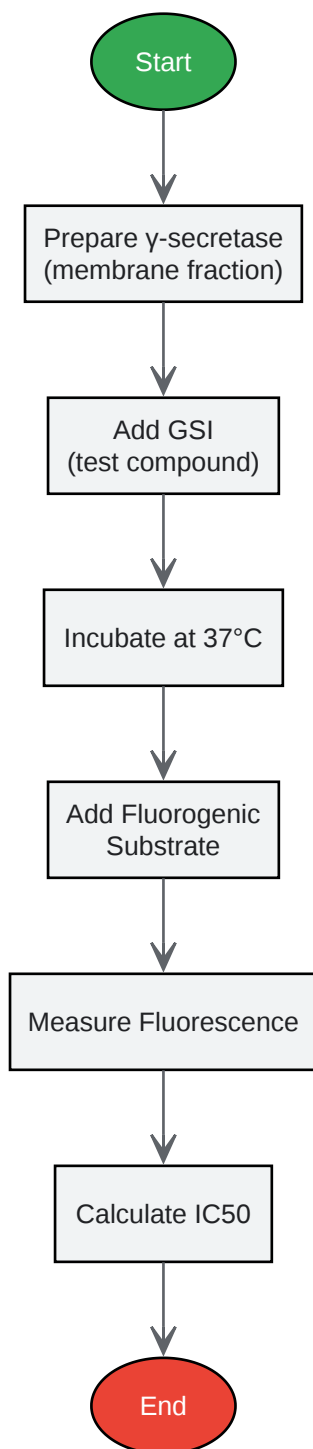 Start
Prepare γ-secretase
(membrane fraction)
Add GSI
(test compound)
Incubate at 37°C
Add Fluorogenic
Substrate
Measure Fluorescence
Calculate IC50
End